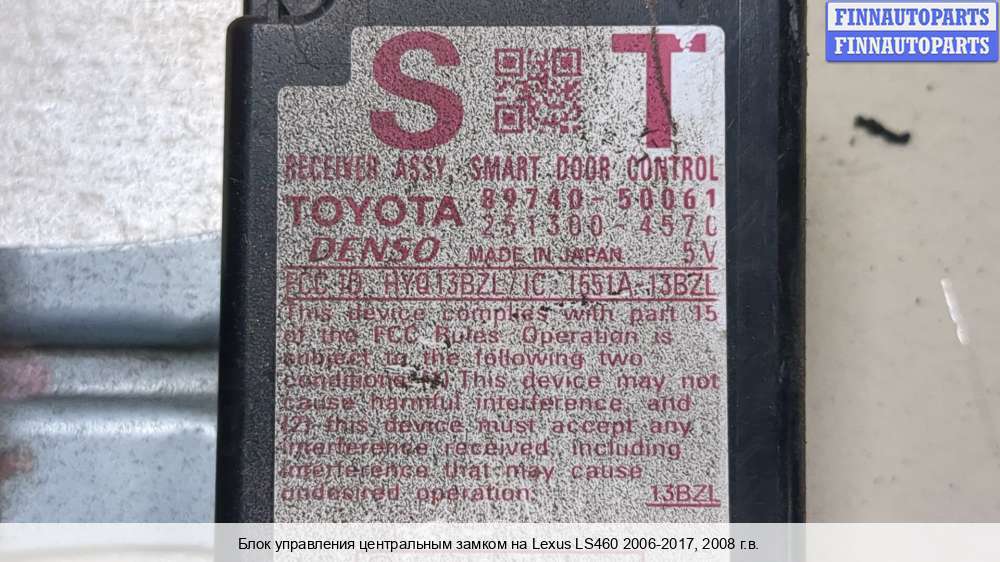 FINNAUTOPARTS
FINNAUTOPARTS
S T
RECEIVER ASSY, SMART DOOR CONTROL
TOYOTA 89740-50061
251300-4570
DENSO MADE IN JAPAN 5V
FCC ID HYQ13BZL/IC 1551A-13BZL
This device complies with part 15
of the FCC Rules. Operation is
subject to the following two
conditions (1) This device may not
cause harmful interference, and
(2) this device must accept any
interference received, including
interference that may cause
undesired operation. 13BZL
Блок управления центральным замком на Lexus LS460 2006-2017, 2008 г.в.